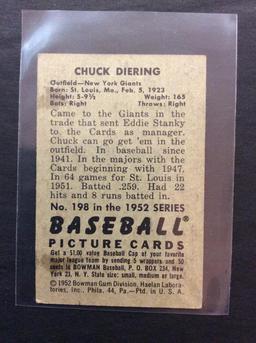 CHUCK DIERING
Outfield—New York Giants
Born: St. Louis, Mo., Feb. 5, 1923
Height: 5-9½ Weight: 165
Bats: Right Throws: Right
Came to the Giants in the
trade that sent Eddie Stanky
to the Cards as manager.
Chuck can go get 'em in the
outfield. In baseball since
1941. In the majors with the
Cards beginning with 1947.
In 64 games for St. Louis in
1951. Batted .259. Had 22
hits and 8 runs batted in.
No. 198 in the 1952 SERIES
BASEBALL
PICTURE CARDS
Get a $1.00 value Baseball Cap of your favorite
major league team by sending 5 wrappers and 50
cents to BOWMAN Baseball, P. O. BOX 234, New
York 23, N. Y. State size: small, medium or large.
©1952 Bowman Gum Division, Haelan Labora-
tories, Inc., Phila. 44, Pa.—Ptd. in U. S. A.